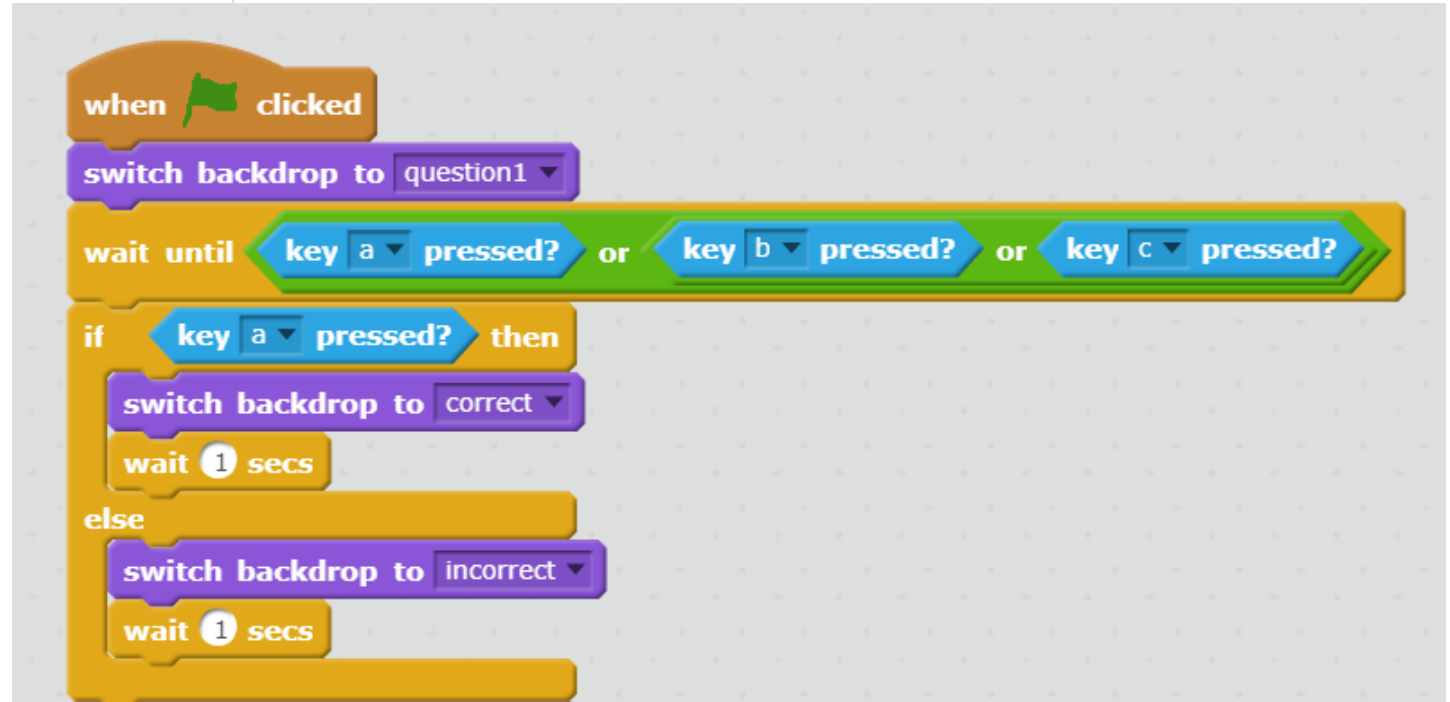 when clicked
switch backdrop to question1
wait until key a pressed? or key b pressed? or key c pressed?
if key a pressed? then
switch backdrop to correct
wait 1 secs
else
switch backdrop to incorrect
wait 1 secs